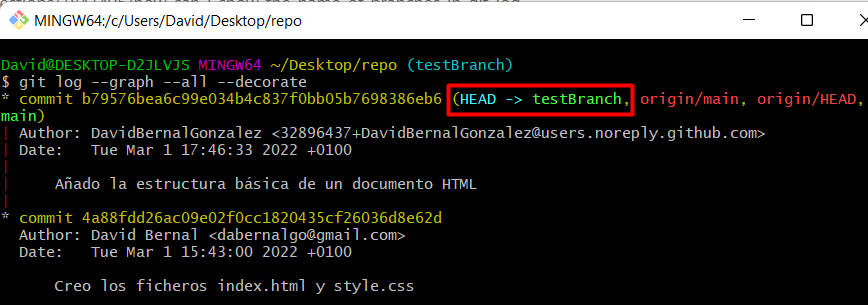 MINGW64:/c/Users/David/Desktop/repo
David@DESKTOP-D2JLVJS MINGW64 ~/Desktop/repo (testBranch)
$ git log --graph --all --decorate
* commit b79576bea6c99e034b4c837f0bb05b7698386eb6 (HEAD -> testBranch, origin/main, origin/HEAD,
main)
| Author: DavidBernalGonzalez <32896437+DavidBernalGonzalez@users.noreply.github.com>
| Date:   Tue Mar 1 17:46:33 2022 +0100
|
|     Añado la estructura básica de un documento HTML
|
* commit 4a88fdd26ac09e02f0cc1820435cf26036d8e62d
  Author: David Bernal <dabernalgo@gmail.com>
  Date:   Tue Mar 1 15:43:00 2022 +0100
      Creo los ficheros index.html y style.css